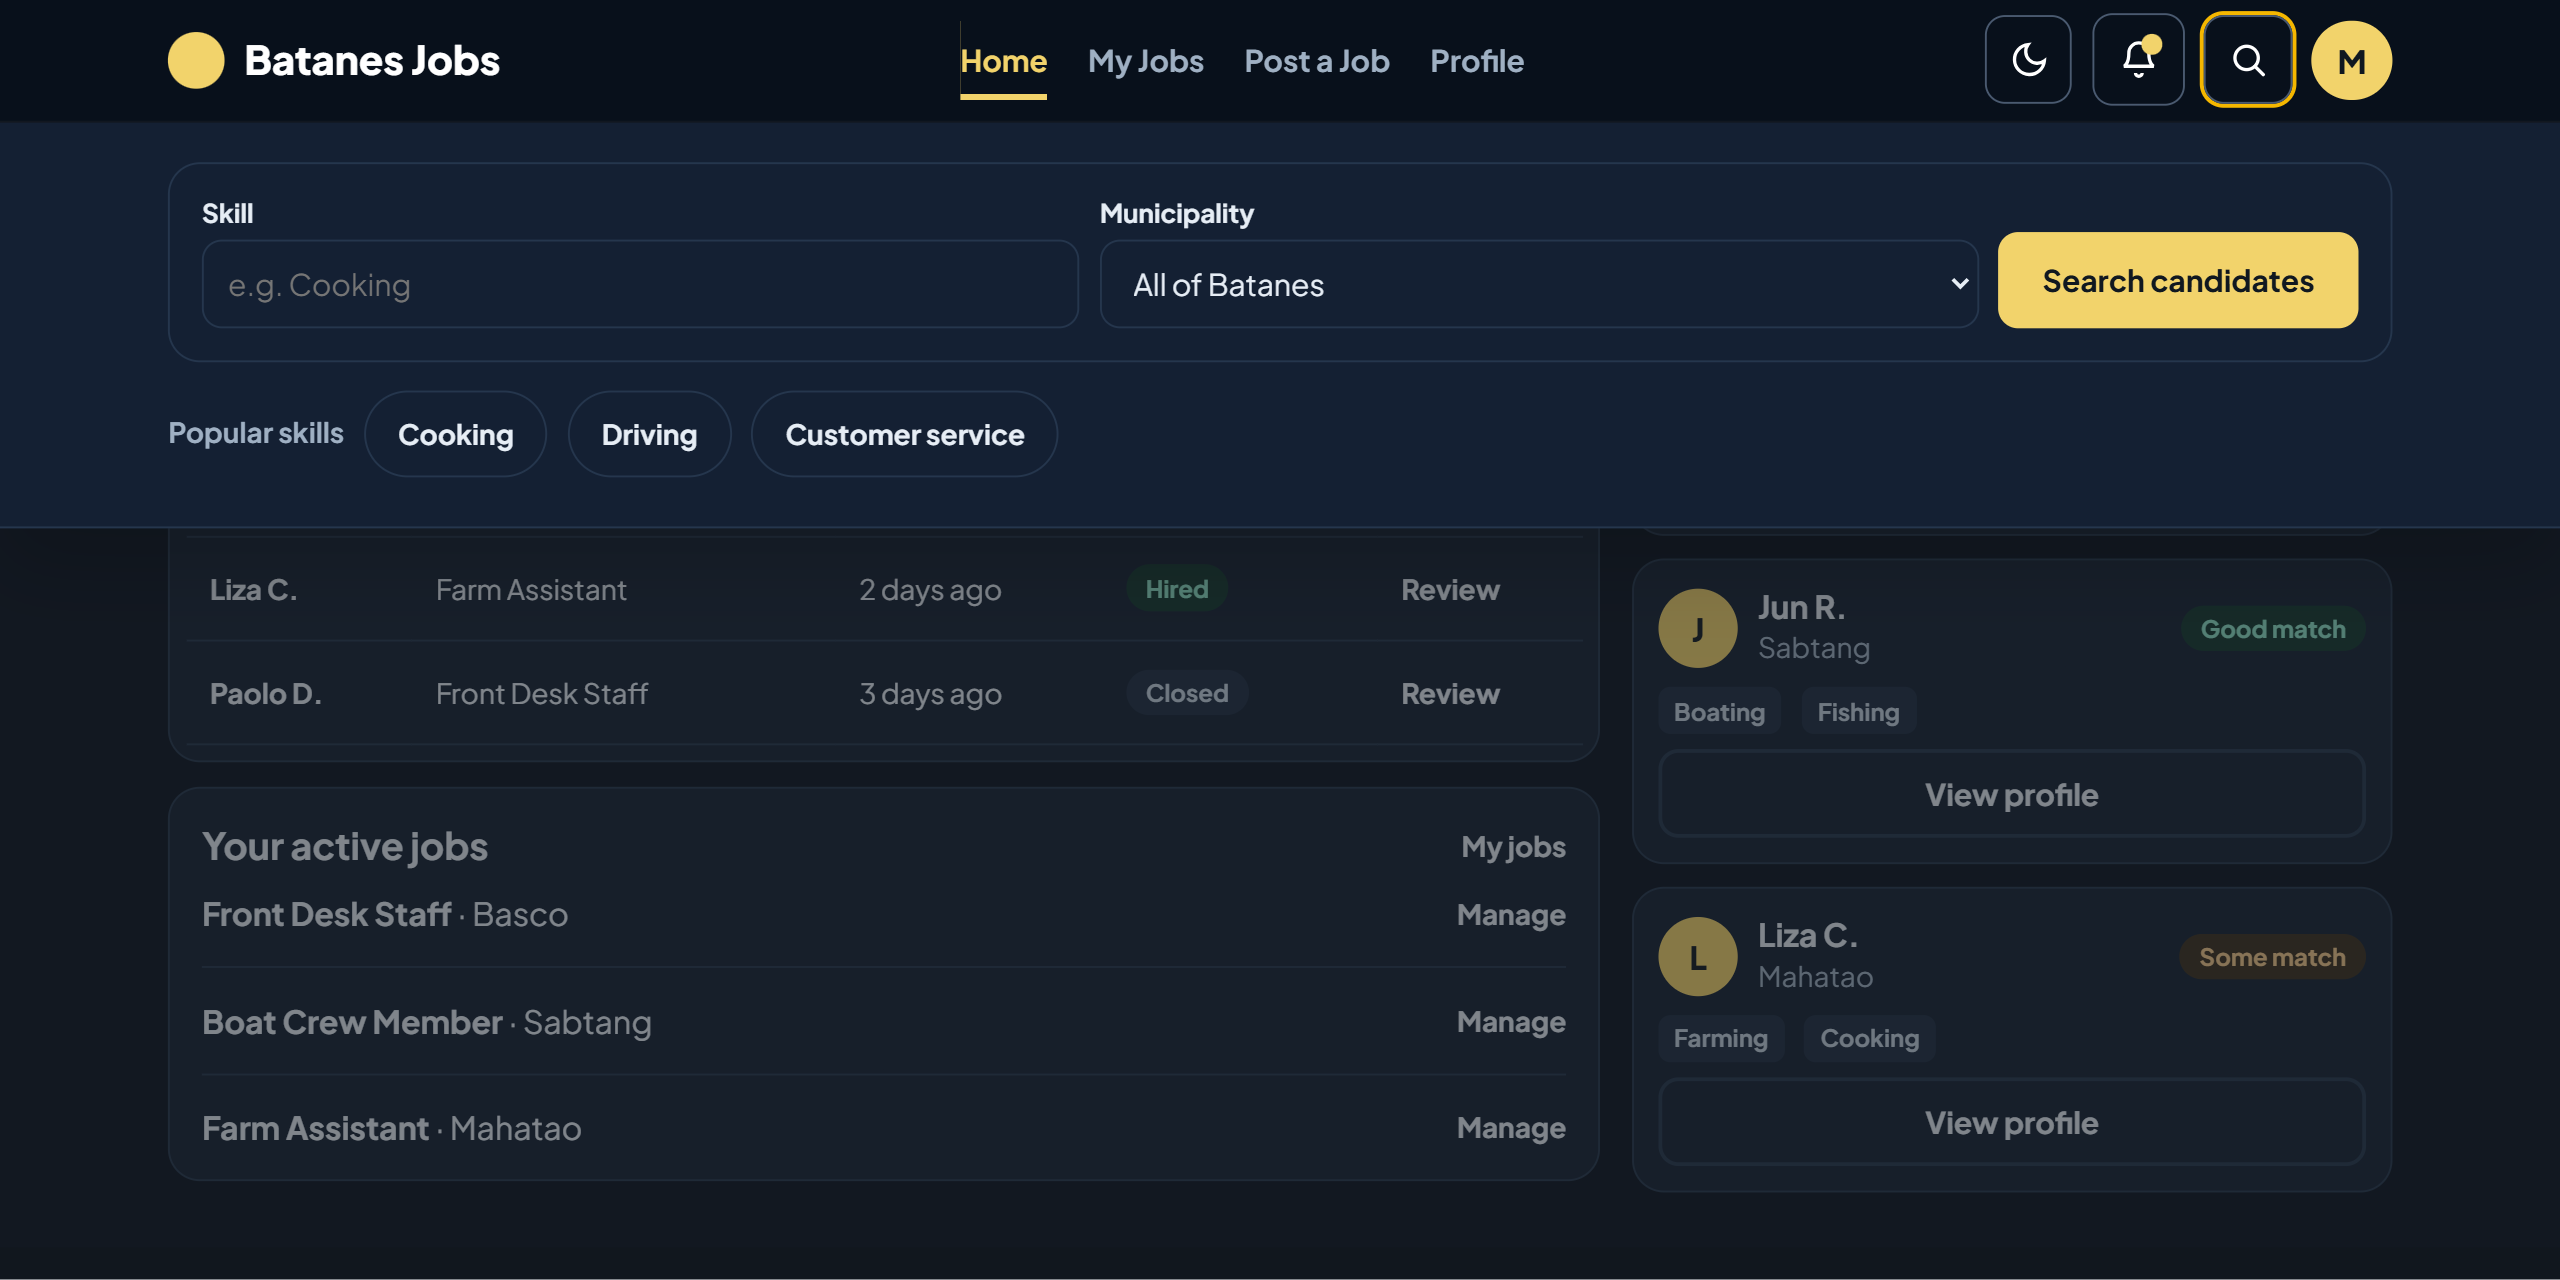 Batanes Jobs
Home My Jobs Post a Job Profile
M
Skill
Municipality
e.g. Cooking
All of Batanes
Search candidates
Popular skills Cooking Driving Customer service
Liza C. Farm Assistant 2 days ago Hired Review
Paolo D. Front Desk Staff 3 days ago Closed Review
Your active jobs My jobs
Front Desk Staff · Basco Manage
Boat Crew Member · Sabtang Manage
Farm Assistant · Mahatao Manage
J
Jun R.
Sabtang
Good match
Boating Fishing
View profile
L
Liza C.
Mahatao
Some match
Farming Cooking
View profile